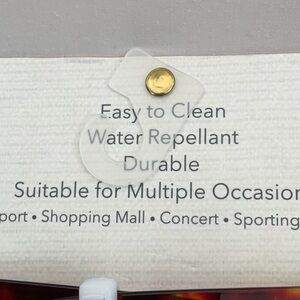 Easy to Clean
Water Repellant
Durable
Suitable for Multiple Occasion
port • Shopping Mall • Concert • Sporting